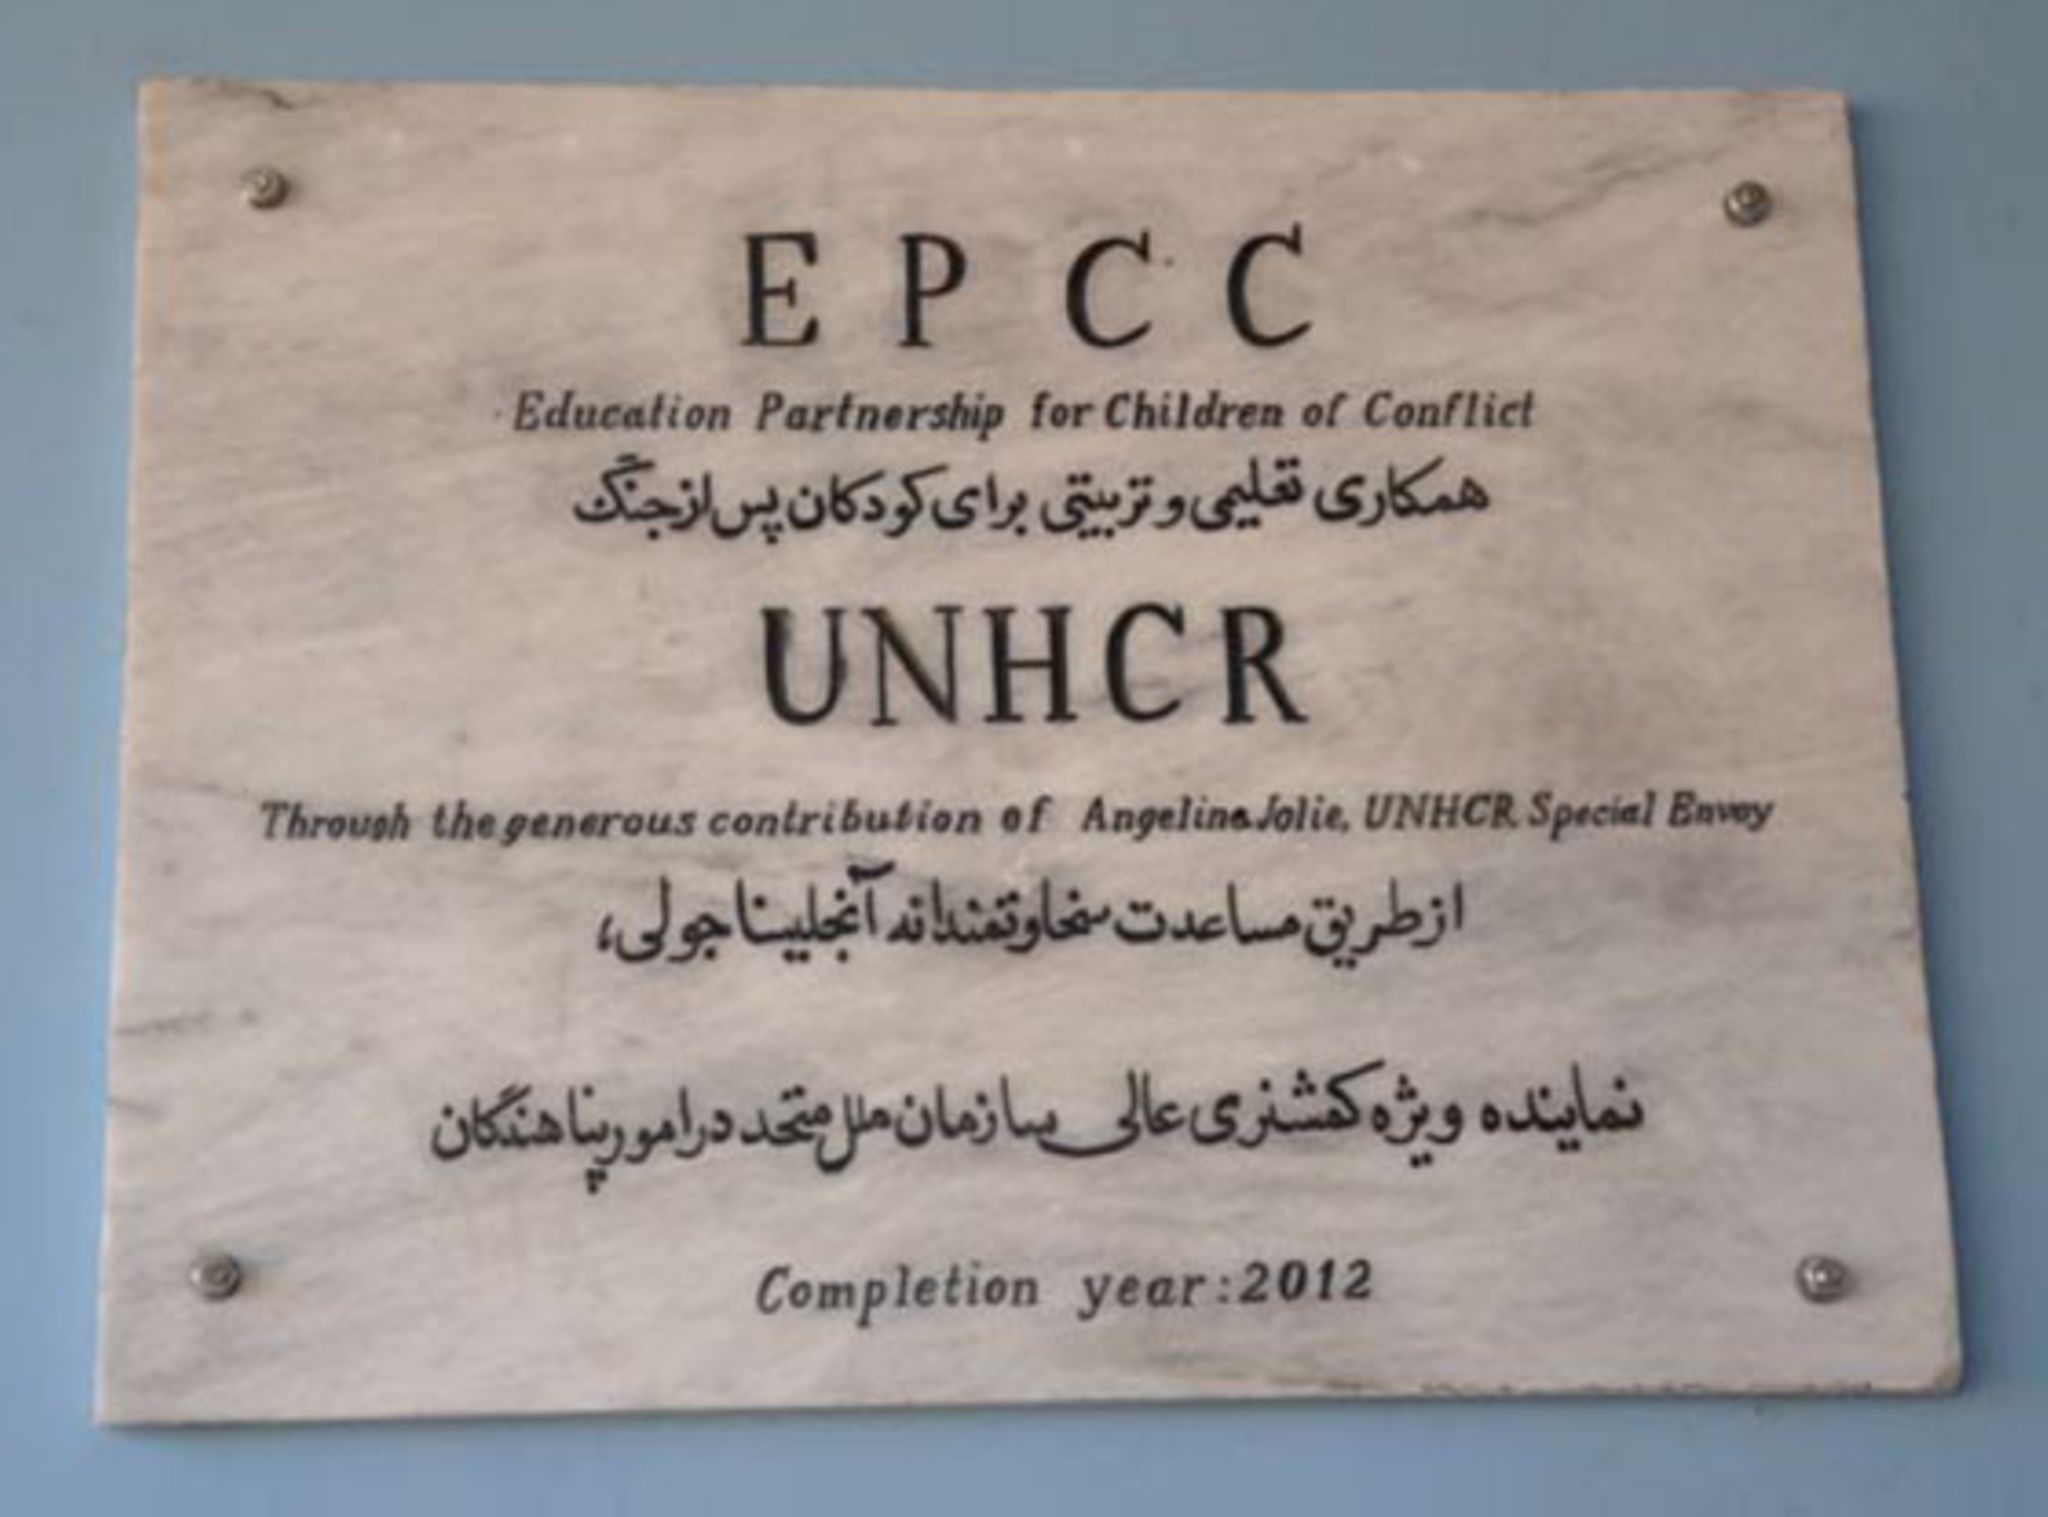 E P C C
Education Partnership for Children of Conflict
همکاری تعلیمی و تربیتی برای کودکان پس از جنگ
UNHCR
Through the generous contribution of Angelina Jolie, UNHCR Special Envoy
از طریق مساعدت سخاوتمندانه آنجلینا جولی،
نماینده ویژه کمشنری عالی سازمان ملل متحد در امور پناهندگان
Completion year:2012